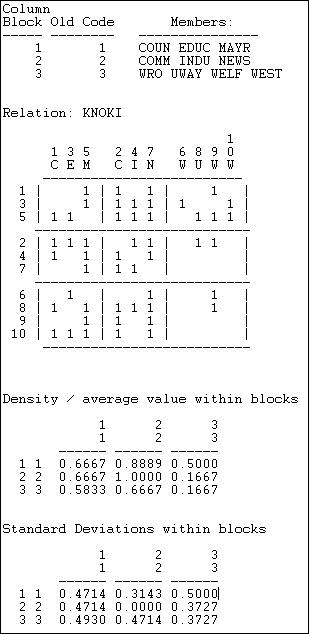 Column
Block Old Code Members:
----- -------- ----------------
1 1 COUN EDUC MAYR
2 2 COMM INDU NEWS
3 3 WRO UWAY WELF WEST
Relation: KNOKI
1
1 3 5 2 4 7 6 8 9 0
C E M C I N W U W W
-----------------------------
1 | 1 | 1 1 | 1 |
3 | 1 | 1 1 1 | 1 1 |
5 | 1 1 | 1 1 1 | 1 1 1 |
-----------------------------
2 | 1 1 1 | 1 1 | 1 1 |
4 | 1 1 | 1 1 | |
7 | 1 | 1 1 | |
-----------------------------
6 | 1 | 1 | 1 |
8 | 1 1 | 1 1 1 | 1 |
9 | 1 | 1 1 | |
10 | 1 1 1 | 1 1 | |
-----------------------------
Density / average value within blocks
1 2 3
1 2 3
------ ------ ------
1 1 0.6667 0.8889 0.5000
2 2 0.6667 1.0000 0.1667
3 3 0.5833 0.6667 0.1667
Standard Deviations within blocks
1 2 3
1 2 3
------ ------ ------
1 1 0.4714 0.3143 0.5000
2 2 0.4714 0.0000 0.3727
3 3 0.4930 0.4714 0.3727